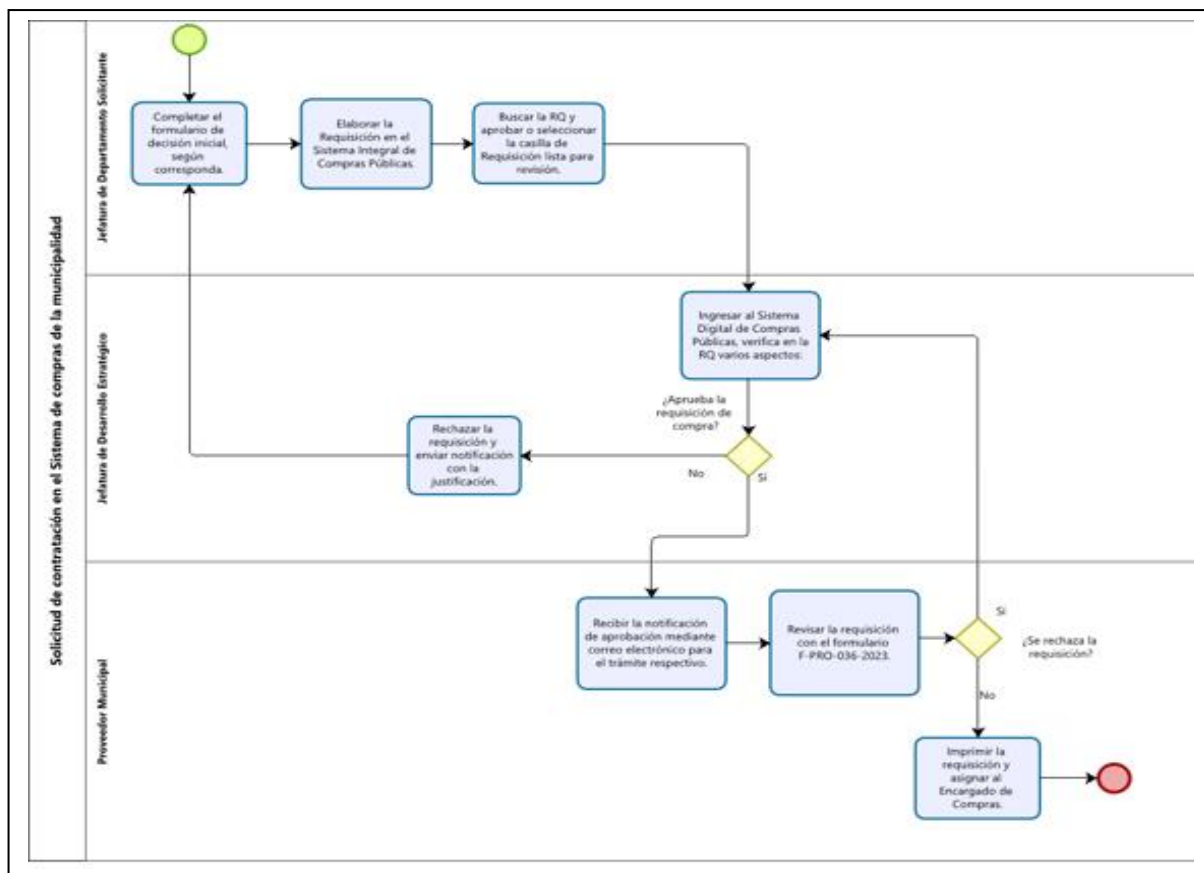 Solicitud de contratación en el Sistema de compras de la municipalidad
Jefatura de Departamento Solicitante
Completar el
formulario de
decisión inicial,
según
corresponda.
Elaborar la
Requisición en el
Sistema Integral de
Compras Públicas.
Buscar la RQ y
aprobar o seleccionar
la casilla de
Requisición lista para
revisión.
Jefatura de Desarrollo Estratégico
Ingresar al Sistema
Digital de Compras
Públicas, verifica en la
RQ varios aspectos:
¿Aprueba la
requisición de
compra?
No
Si
Rechazar la
requisición y
enviar notificación
con la
justificación.
Proveedor Municipal
Recibir la notificación
de aprobación mediante
correo electrónico para
el trámite respectivo.
Revisar la requisición
con el formulario
F-PRO-036-2023.
Si
¿Se rechaza la
requisición?
No
Imprimir la
requisición y
asignar al
Encargado de
Compras.